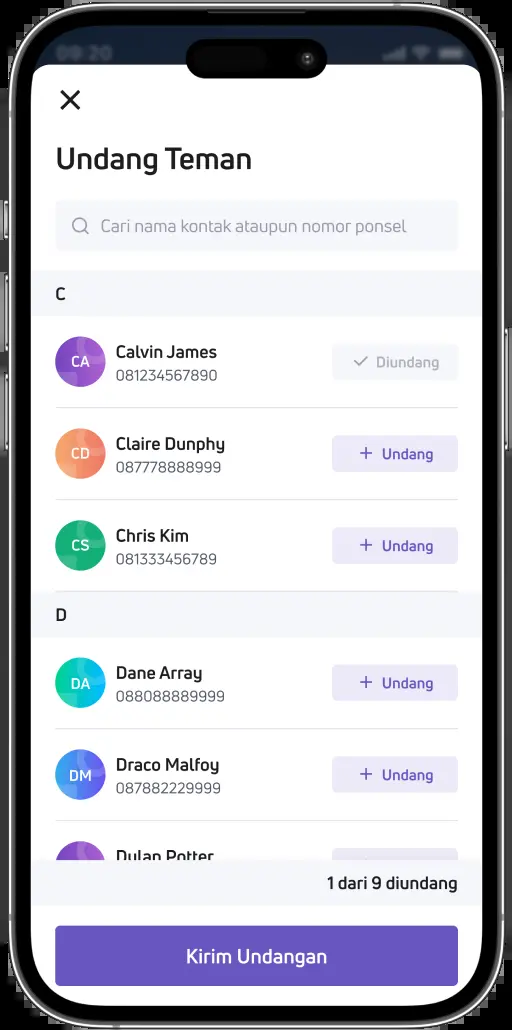 09:20
Undang Teman
Cari nama kontak ataupun nomor ponsel
C
CA
Calvin James
081234567890
Diundang
CD
Claire Dunphy
087778888999
+ Undang
CS
Chris Kim
081333456789
+ Undang
D
DA
Dane Array
088088889999
+ Undang
DM
Draco Malfoy
087882229999
+ Undang
Dylan Potter
1 dari 9 diundang
Kirim Undangan